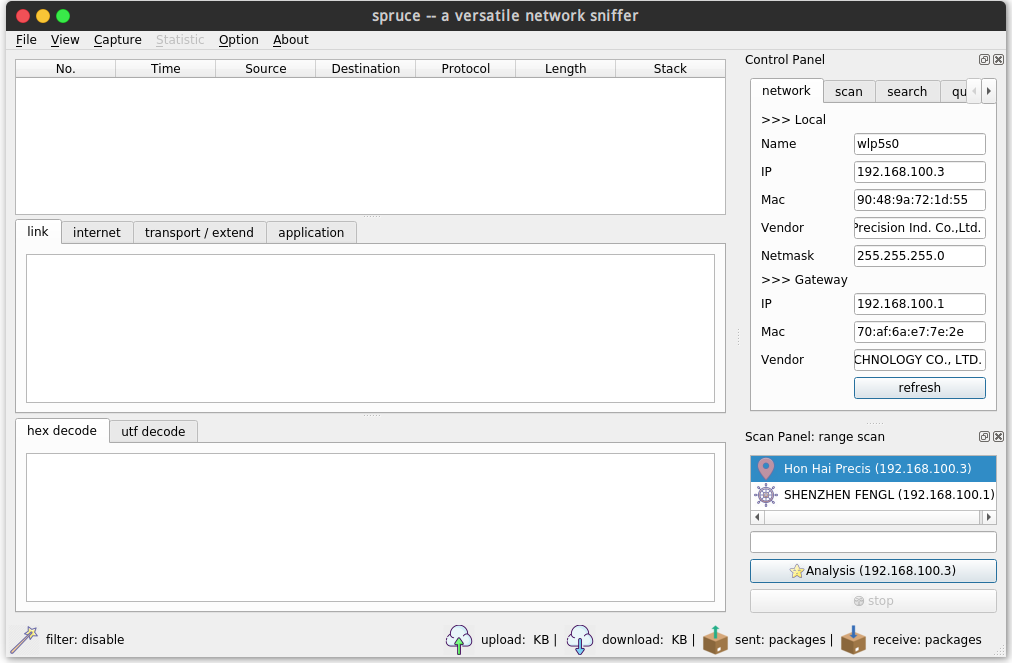 spruce -- a versatile network sniffer
File View Capture Statistic Option About
No. Time Source Destination Protocol Length Stack
link internet transport / extend application
hex decode utf decode
Control Panel
network scan search qu
>>> Local
Name wlp5s0
IP 192.168.100.3
Mac 90:48:9a:72:1d:55
Vendor Precision Ind. Co.,Ltd.
Netmask 255.255.255.0
>>> Gateway
IP 192.168.100.1
Mac 70:af:6a:e7:7e:2e
Vendor CHNOLOGY CO., LTD.
refresh
Scan Panel: range scan
Hon Hai Precis (192.168.100.3)
SHENZHEN FENGL (192.168.100.1)
Analysis (192.168.100.3)
stop
filter: disable upload: KB | download: KB | sent: packages | receive: packages